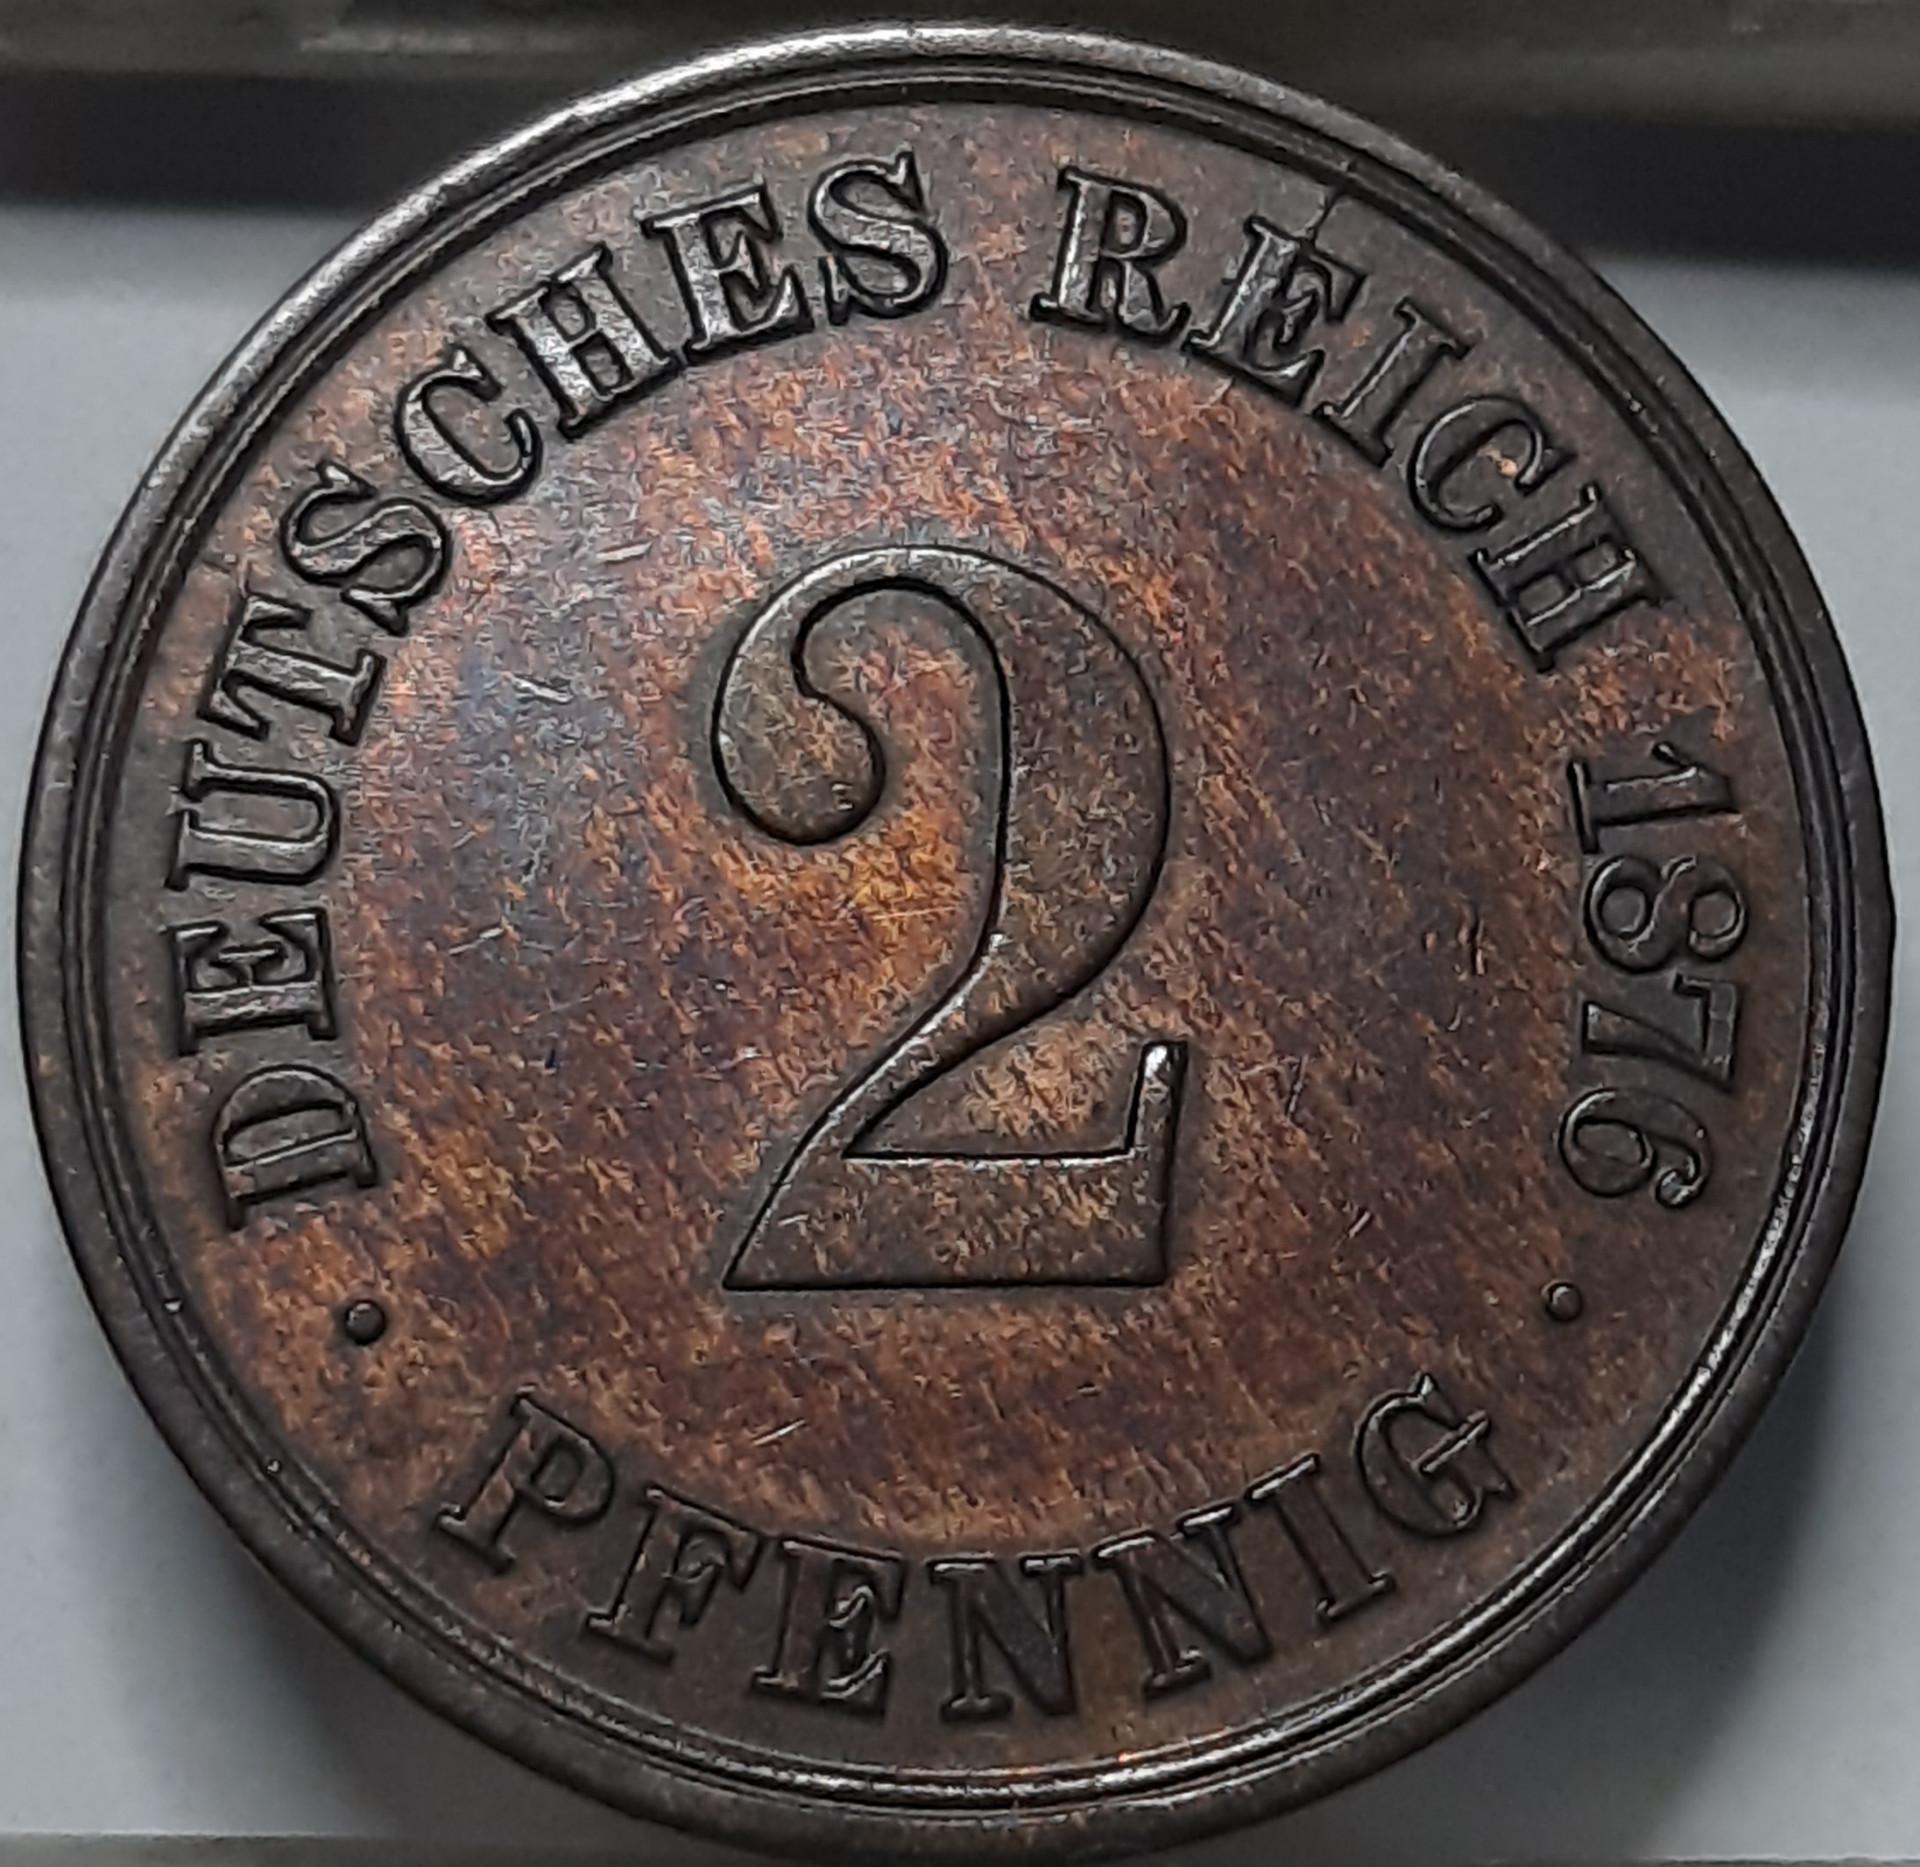 DEUTSCHES REICH 1876
2
· PFENNIG ·